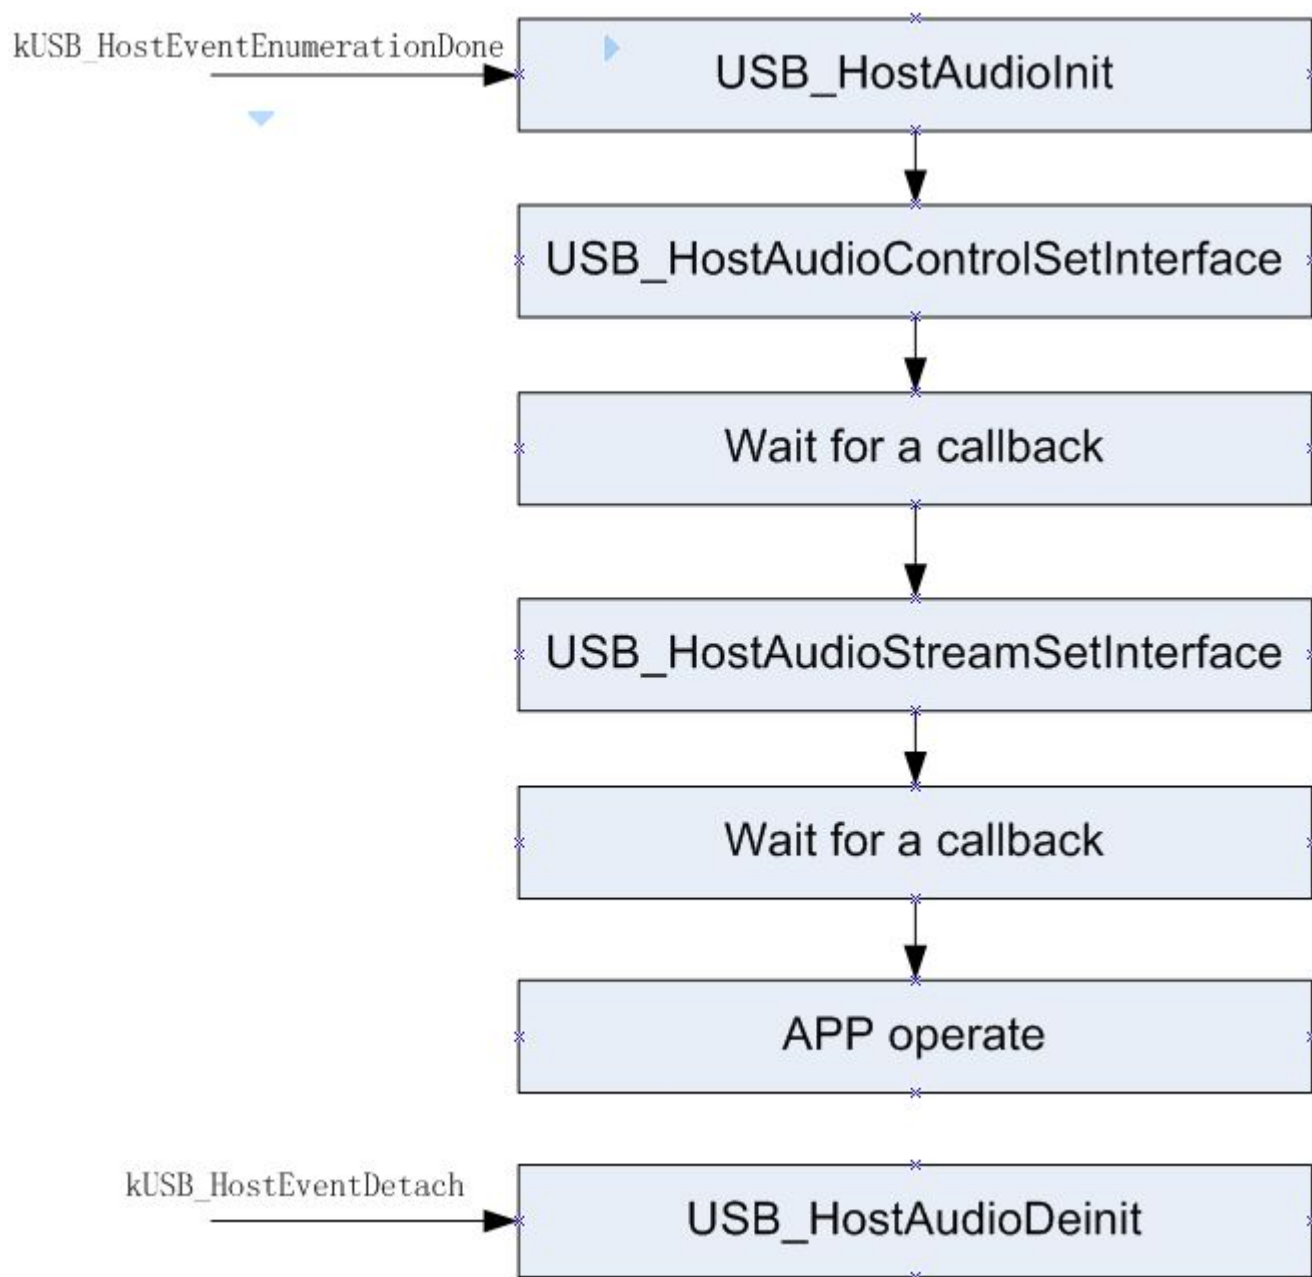 kUSB_HostEventEnumerationDone
USB_HostAudioInit
USB_HostAudioControlSetInterface
Wait for a callback
USB_HostAudioStreamSetInterface
Wait for a callback
APP operate
kUSB_HostEventDetach
USB_HostAudioDeinit